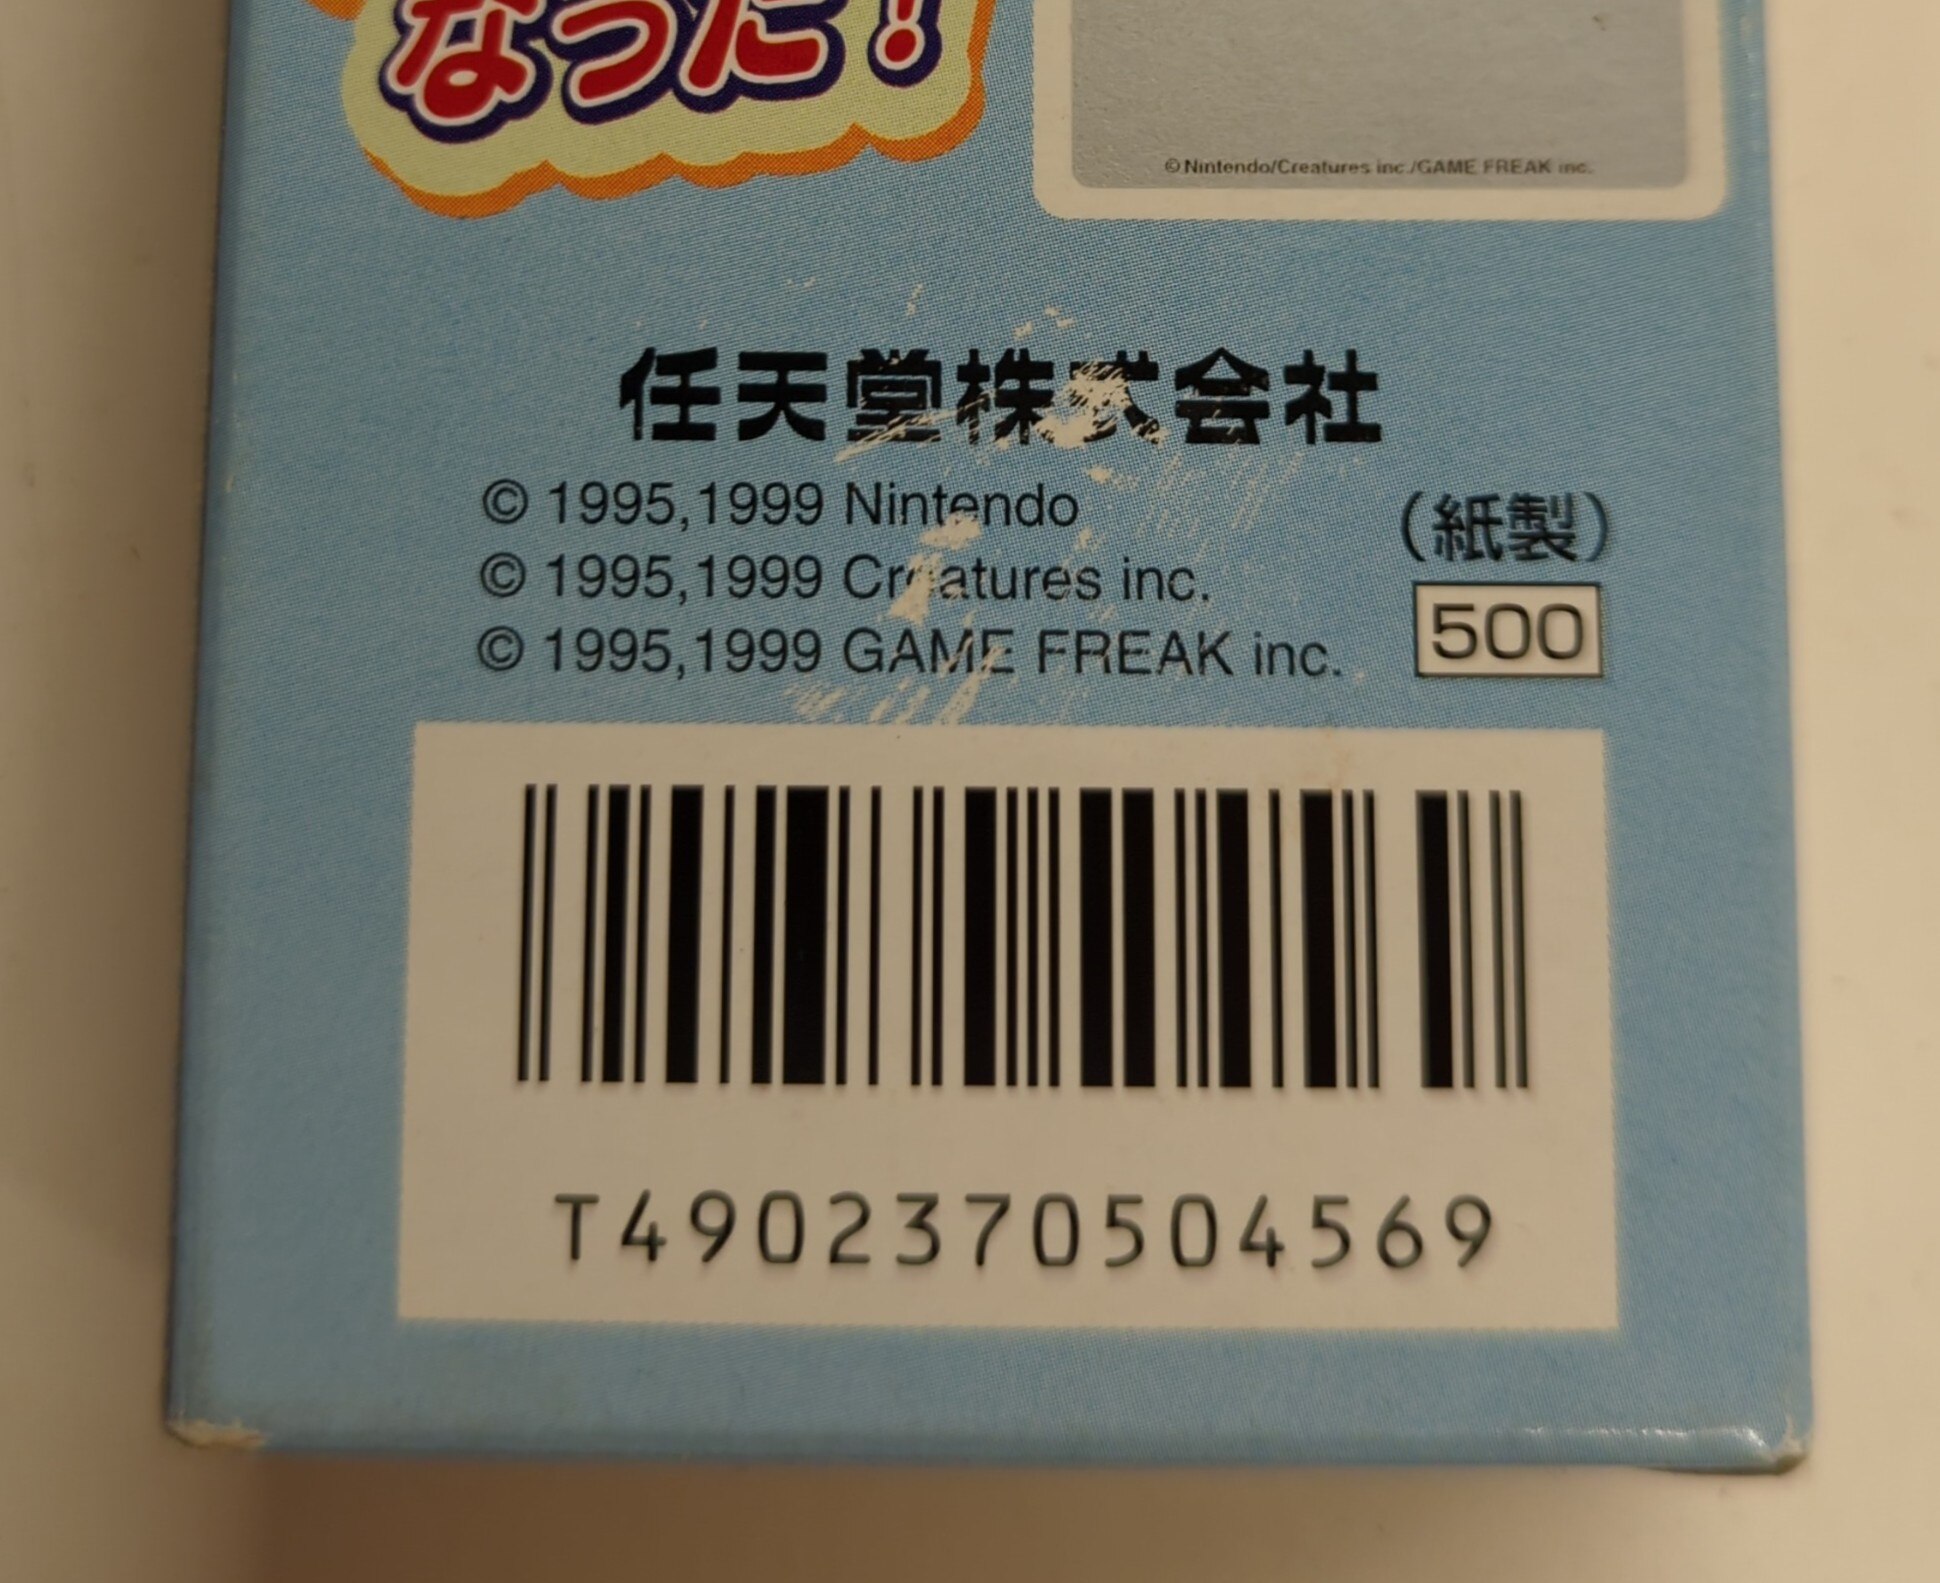 なった!
©Nintendo/Creatures inc./GAME FREAK inc.
任天堂株式会社
© 1995,1999 Nintendo
© 1995,1999 Creatures inc.
© 1995,1999 GAME FREAK inc.
(紙製)
500
T4902370504569